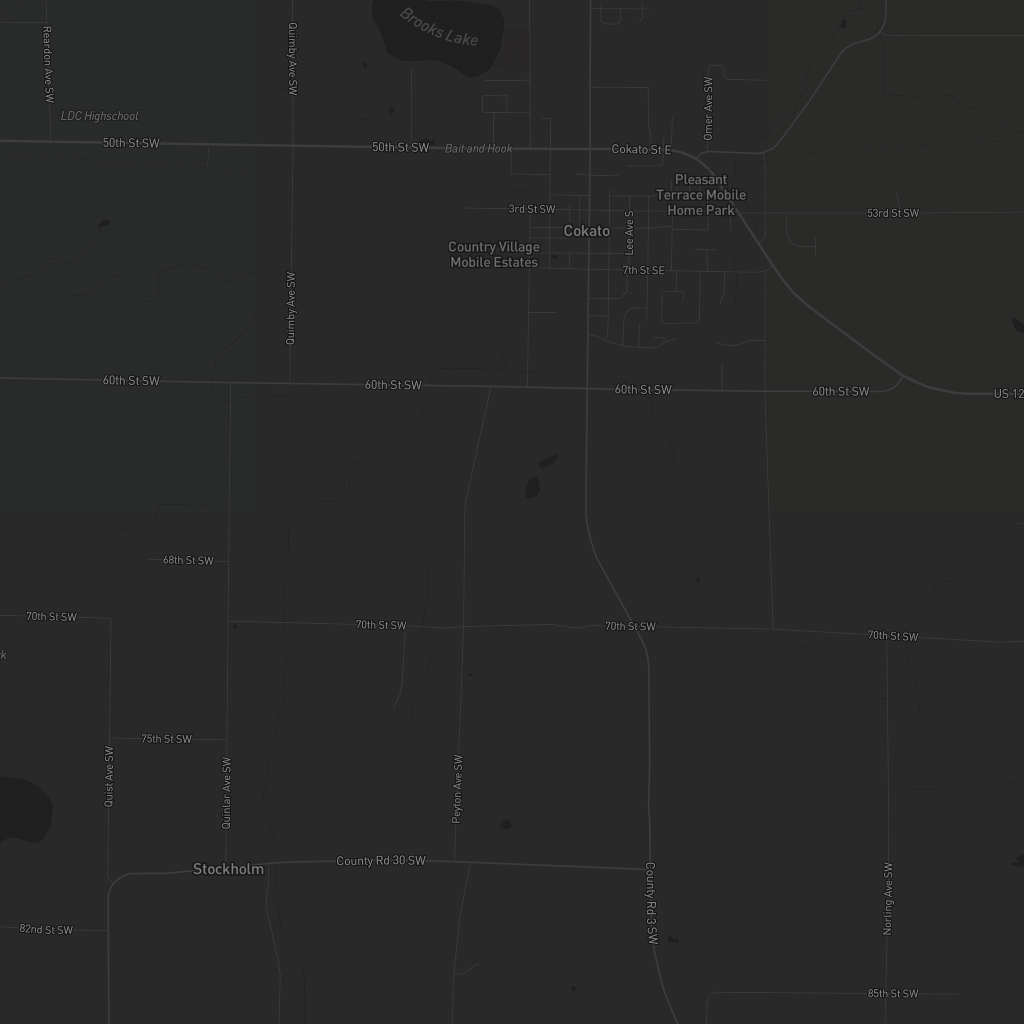 Brooks Lake
Reardon Ave SW
Quimby Ave SW
LDC Highschool
Omer Ave SW
50th St SW
50th St SW
Bait and Hook
Cokato St E
Pleasant
Terrace Mobile
Home Park
3rd St SW
53rd St SW
Lee Ave S
Cokato
Country Village
Mobile Estates
7th St SE
Quimby Ave SW
60th St SW
60th St SW
60th St SW
60th St SW
US 12
68th St SW
70th St SW
70th St SW
70th St SW
70th St SW
75th St SW
Quist Ave SW
Quinlar Ave SW
Peyton Ave SW
Stockholm
County Rd 30 SW
County Rd 3 SW
Norling Ave SW
82nd St SW
85th St SW